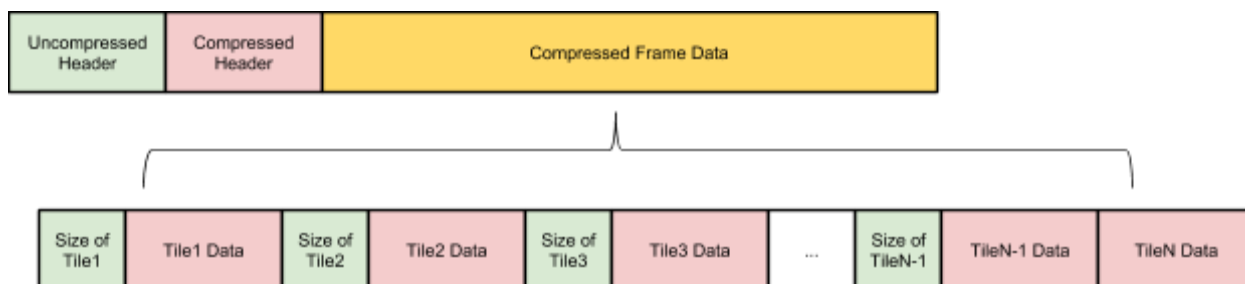 Uncompressed
Header
Compressed
Header
Compressed Frame Data
Size of
Tile1
Tile1 Data
Size of
Tile2
Tile2 Data
Size of
Tile3
Tile3 Data
...
Size of
TileN-1
TileN-1 Data
TileN Data